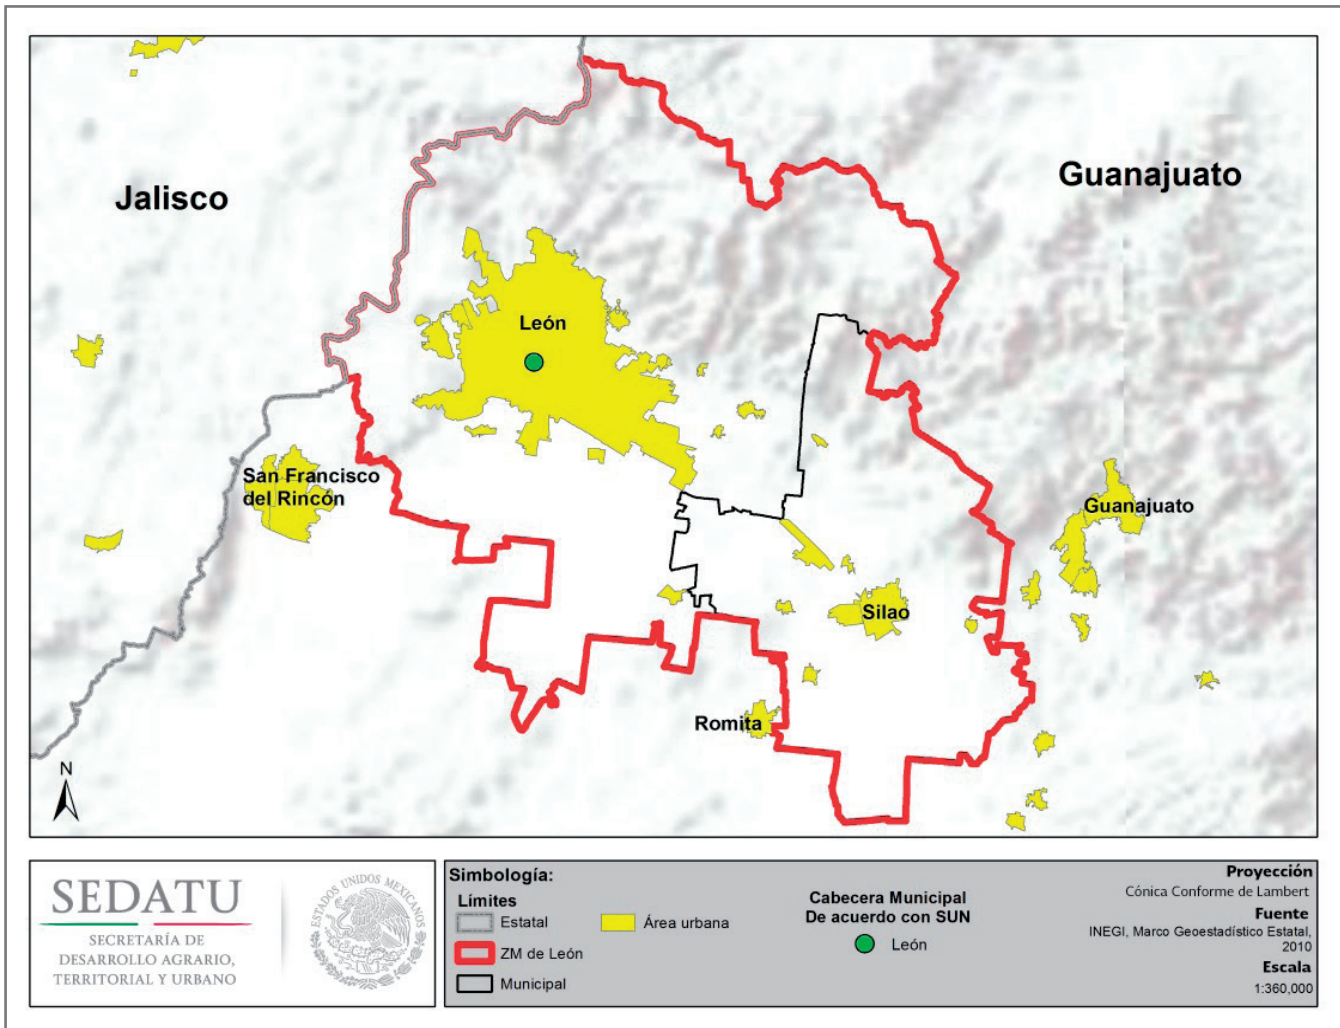 Jalisco
Guanajuato
León
San Francisco
del Rincón
Guanajuato
Silao
Romita
N
SEDATU
SECRETARÍA DE
DESARROLLO AGRARIO,
TERRITORIAL Y URBANO
ESTADOS UNIDOS MEXICANOS
Simbología:
Límites
Estatal
ZM de León
Municipal
Área urbana
Cabecera Municipal
De acuerdo con SUN
León
Proyección
Cónica Conforme de Lambert
Fuente
INEGI, Marco Geoestadístico Estatal,
2010
Escala
1:360,000